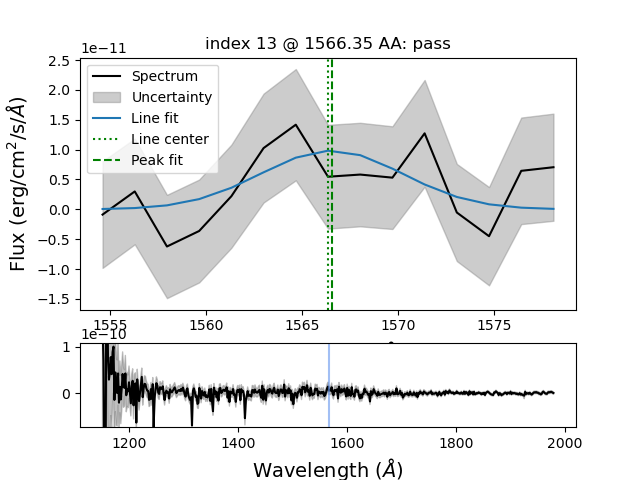 index 13 @ 1566.35 AA: pass
1e−11
Spectrum
Uncertainty
Line fit
Line center
Peak fit
2.5
2.0
1.5
1.0
0.5
0.0
−0.5
−1.0
−1.5
Flux (erg/cm²/s/Å)
1555 1560 1565 1570 1575
1e−10
1
0
1200 1400 1600 1800 2000
Wavelength (Å)